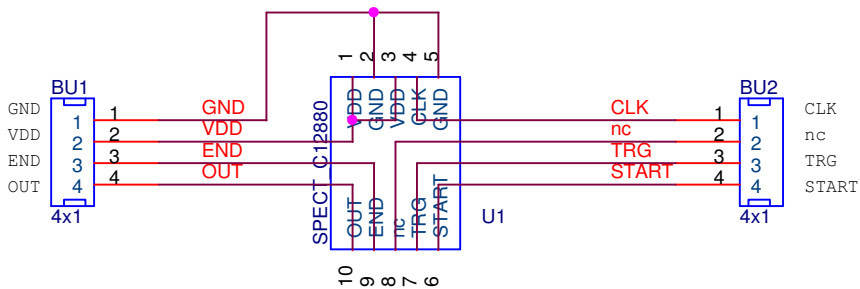 1 2 3 4 5
BU1
BU2
GND 1 1 GND
VDD 2 2 VDD
END 3 3 END
OUT 4 4 OUT
4x1
VDD GND VDD CLK GND
SPECT_C12880
OUT END nc TRG START
U1
10 9 8 7 6
CLK 1 1 CLK
nc 2 2 nc
TRG 3 3 TRG
START 4 4 START
4x1